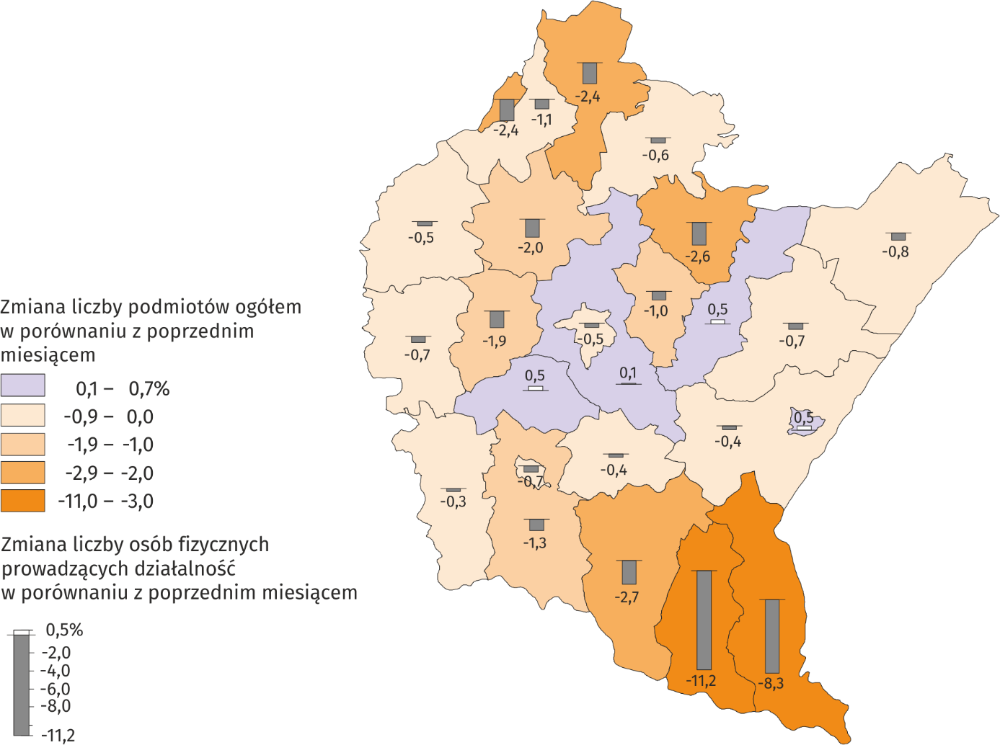 -2,4
-1,1
-2,4
-0,6
-0,5
-2,0
-2,6
-0,8
-1,0
0,5
-0,7
-1,9
-0,5
-0,7
0,5
0,1
0,5
-0,4
-0,4
-0,7
-0,3
-1,3
-2,7
-11,2
-8,3
Zmiana liczby podmiotów ogółem
w porównaniu z poprzednim
miesiącem
0,1 – 0,7%
-0,9 – 0,0
-1,9 – -1,0
-2,9 – -2,0
-11,0 – -3,0
Zmiana liczby osób fizycznych
prowadzących działalność
w porównaniu z poprzednim miesiącem
0,5%
-2,0
-4,0
-6,0
-8,0
-11,2